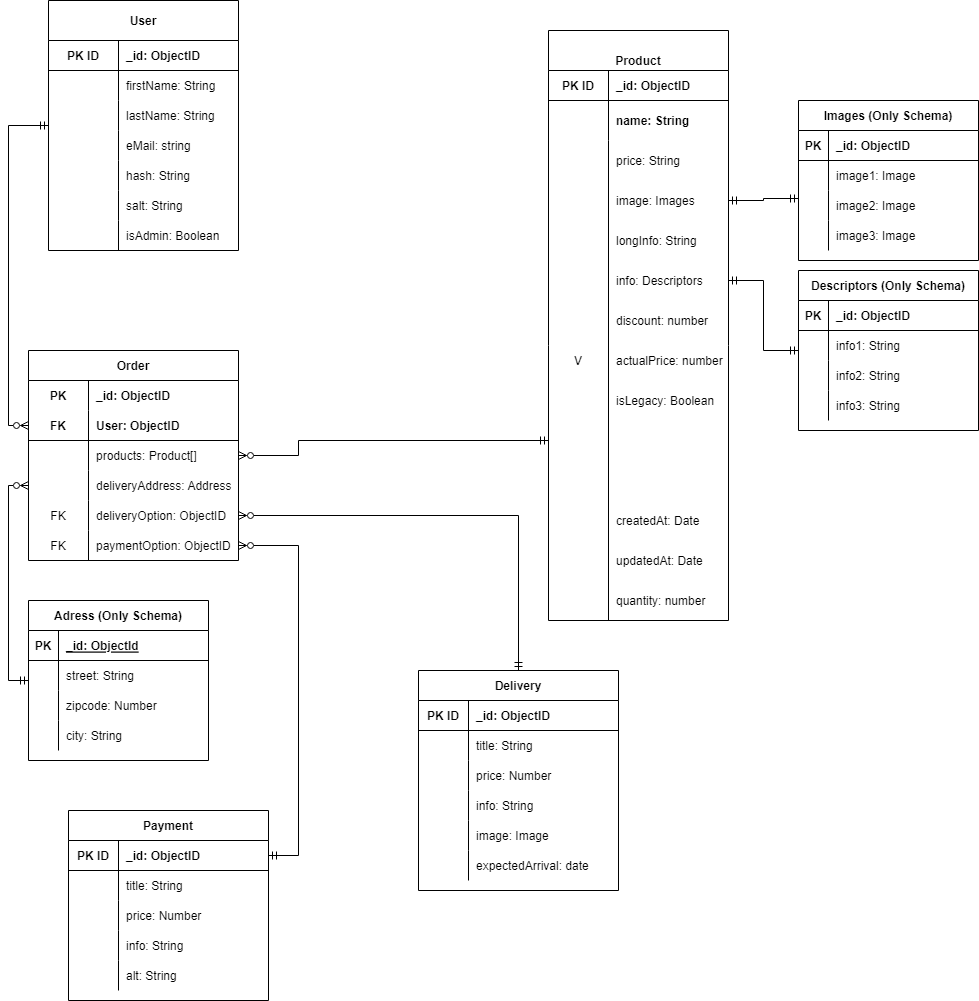 User
PK ID _id: ObjectID
firstName: String
lastName: String
eMail: string
hash: String
salt: String
isAdmin: Boolean
Product
PK ID _id: ObjectID
name: String
price: String
image: Images
longInfo: String
info: Descriptors
discount: number
V actualPrice: number
isLegacy: Boolean
createdAt: Date
updatedAt: Date
quantity: number
Images (Only Schema)
PK _id: ObjectID
image1: Image
image2: Image
image3: Image
Descriptors (Only Schema)
PK _id: ObjectID
info1: String
info2: String
info3: String
Order
PK _id: ObjectID
FK User: ObjectID
products: Product[]
deliveryAddress: Address
FK deliveryOption: ObjectID
FK paymentOption: ObjectID
Adress (Only Schema)
PK _id: ObjectId
street: String
zipcode: Number
city: String
Delivery
PK ID _id: ObjectID
title: String
price: Number
info: String
image: Image
expectedArrival: date
Payment
PK ID _id: ObjectID
title: String
price: Number
info: String
alt: String